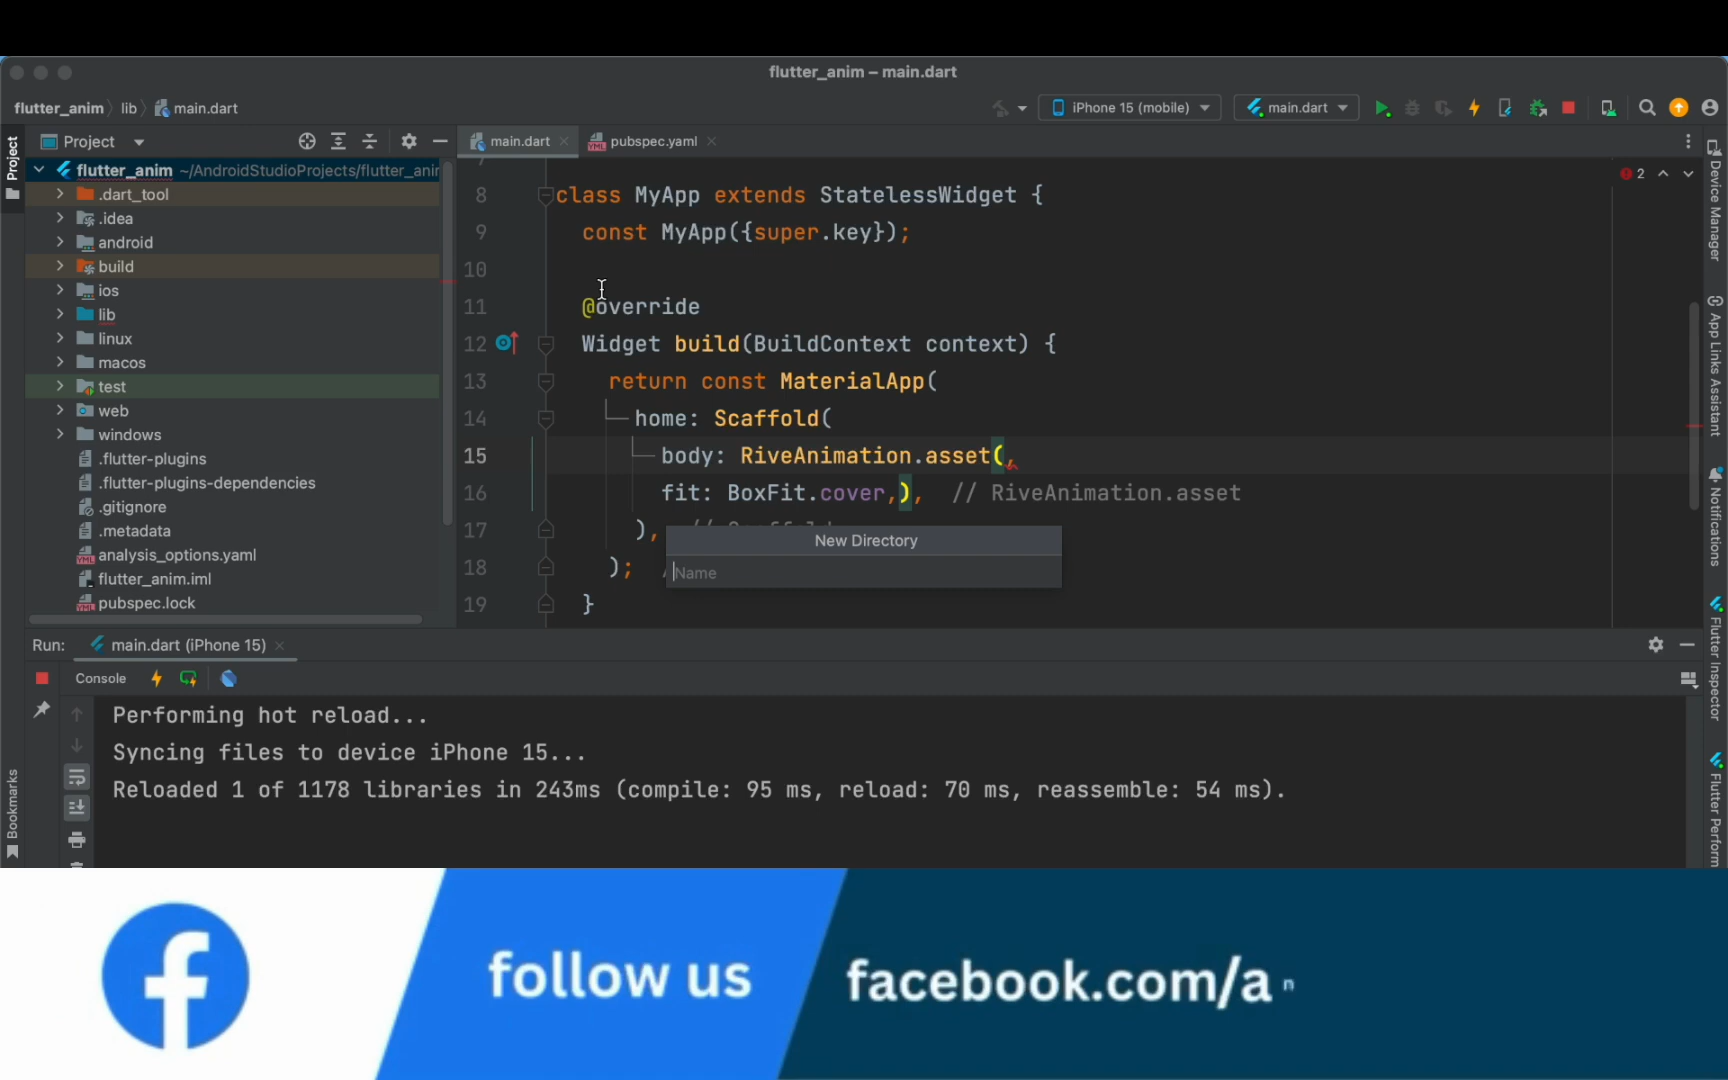 flutter_anim – main.dart
flutter_anim lib main.dart
iPhone 15 (mobile)
main.dart
Project
main.dart
pubspec.yaml
Project
flutter_anim ~/AndroidStudioProjects/flutter_anim
.dart_tool
.idea
android
build
ios
lib
linux
macos
test
web
windows
.flutter-plugins
.flutter-plugins-dependencies
.gitignore
.metadata
analysis_options.yaml
flutter_anim.iml
pubspec.lock
2
7
8 class MyApp extends StatelessWidget {
9 const MyApp({super.key});
10
11 @override
12 Widget build(BuildContext context) {
13 return const MaterialApp(
14 home: Scaffold(
15 body: RiveAnimation.asset(,
16 fit: BoxFit.cover,), // RiveAnimation.asset
17 ), // Scaffold
18 );
19 }
New Directory
Name
Device Manager
App Links Assistant
Notifications
Flutter Inspector
Flutter Perform
Run: main.dart (iPhone 15)
Console
Performing hot reload...
Syncing files to device iPhone 15...
Reloaded 1 of 1178 libraries in 243ms (compile: 95 ms, reload: 70 ms, reassemble: 54 ms).
Bookmarks
follow us
facebook.com/an